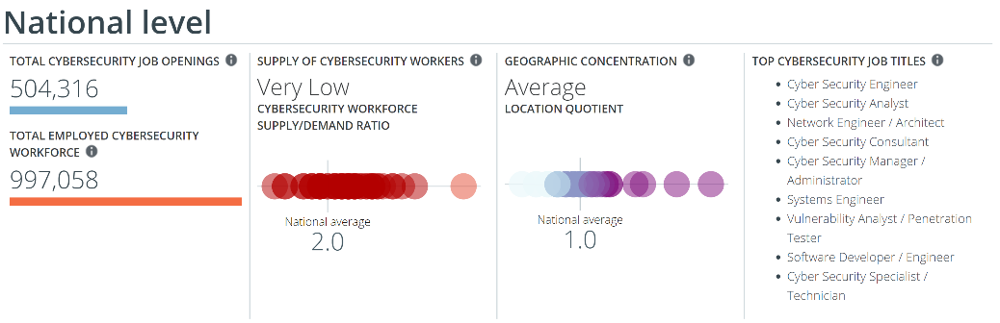 National level
TOTAL CYBERSECURITY JOB OPENINGS
504,316
TOTAL EMPLOYED CYBERSECURITY
WORKFORCE
997,058
SUPPLY OF CYBERSECURITY WORKERS
Very Low
CYBERSECURITY WORKFORCE
SUPPLY/DEMAND RATIO
National average
2.0
GEOGRAPHIC CONCENTRATION
Average
LOCATION QUOTIENT
National average
1.0
TOP CYBERSECURITY JOB TITLES
• Cyber Security Engineer
• Cyber Security Analyst
• Network Engineer / Architect
• Cyber Security Consultant
• Cyber Security Manager /
Administrator
• Systems Engineer
• Vulnerability Analyst / Penetration
Tester
• Software Developer / Engineer
• Cyber Security Specialist /
Technician